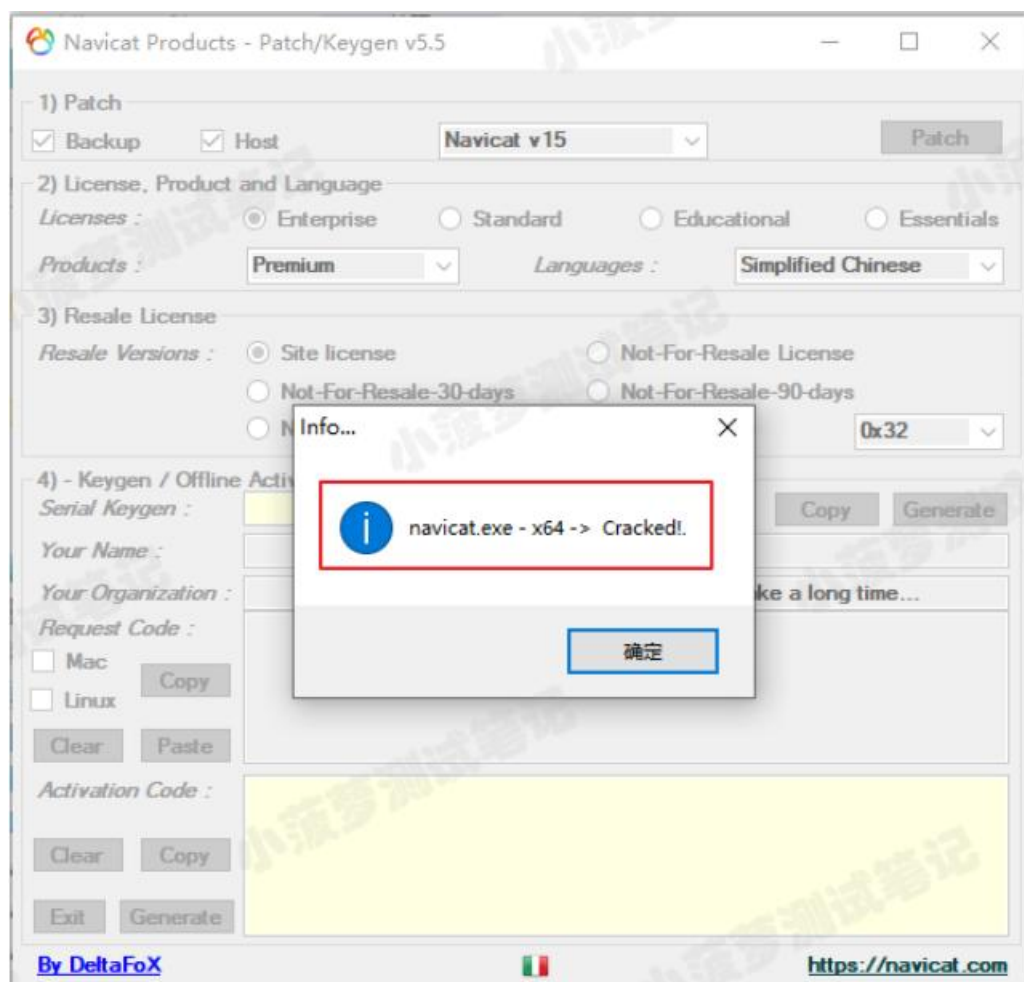 Navicat Products - Patch/Keygen v5.5
1) Patch
Backup Host Navicat v15 Patch
2) License, Product and Language
Licenses : Enterprise Standard Educational Essentials
Products : Premium Languages : Simplified Chinese
3) Resale License
Resale Versions : Site license Not-For-Resale License
Not-For-Resale-30-days Not-For-Resale-90-days
N 0x32
Info...
navicat.exe - x64 -> Cracked!.
确定
4) - Keygen / Offline Activ
Serial Keygen : Copy Generate
Your Name :
Your Organization : ke a long time...
Request Code :
Mac
Copy
Linux
Clear Paste
Activation Code :
Clear Copy
Exit Generate
By DeltaFoX https://navicat.com
小菠萝测试笔记